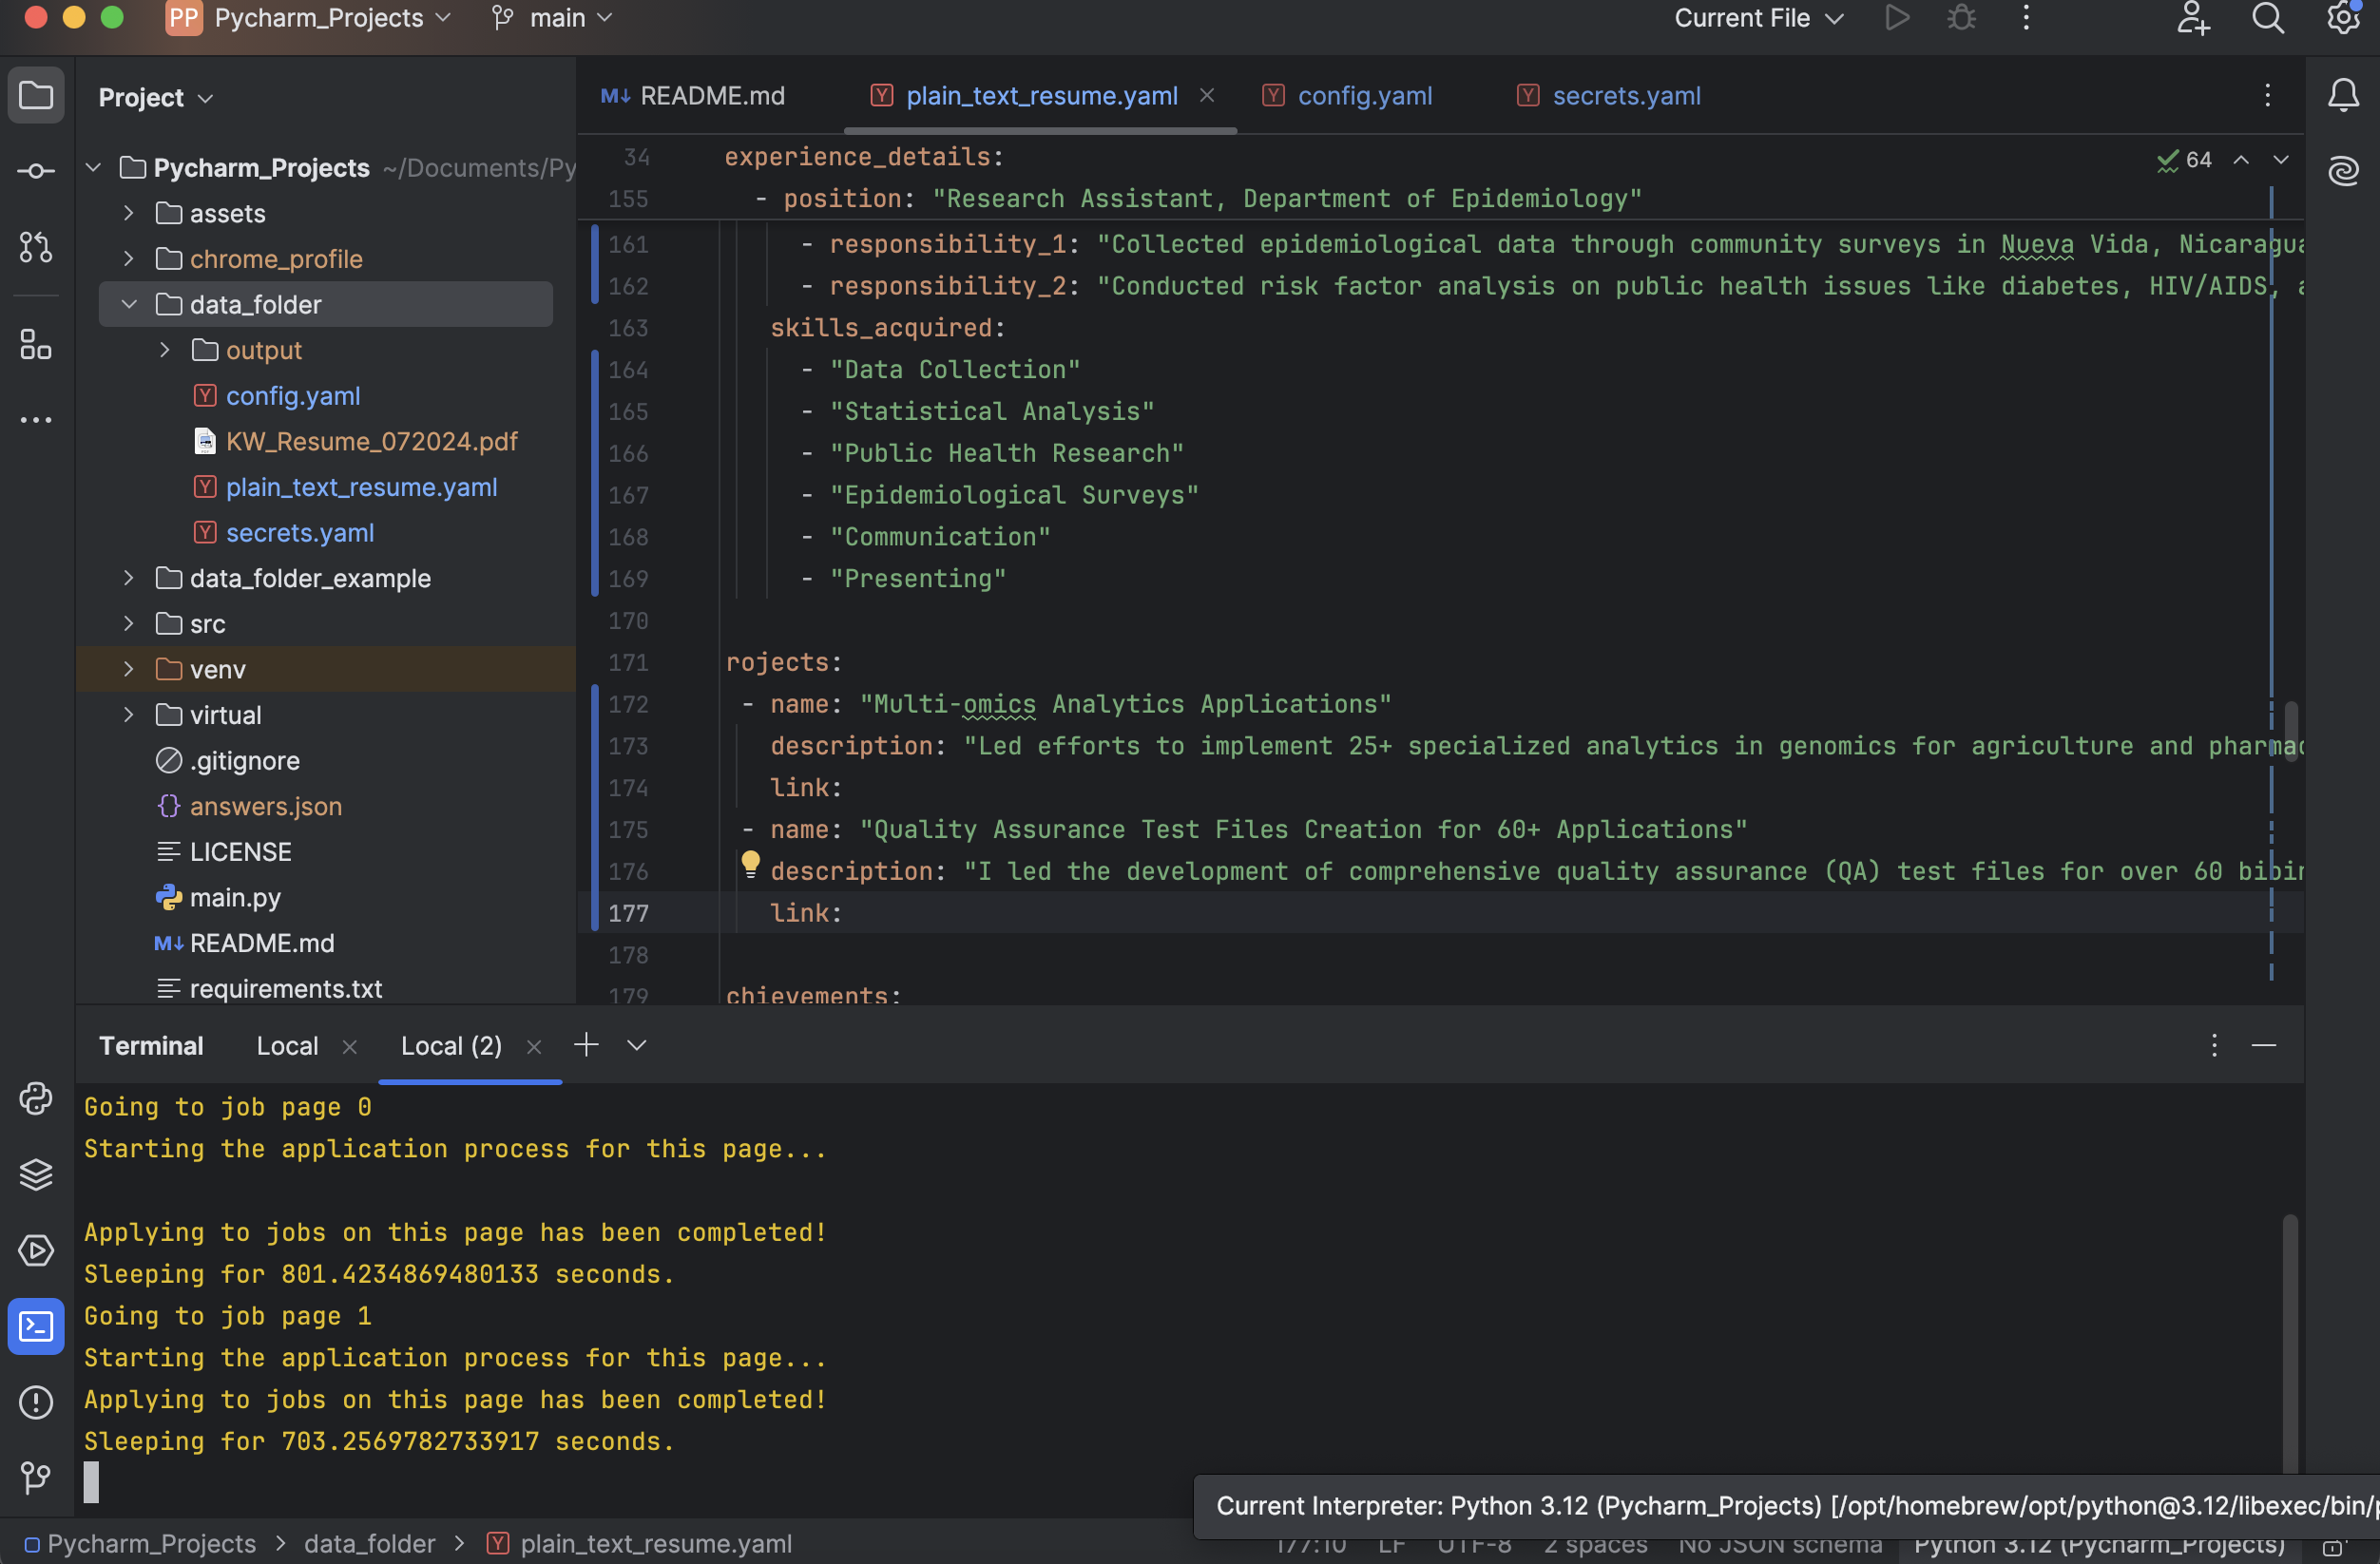 PP Pycharm_Projects main Current File
Project
README.md plain_text_resume.yaml config.yaml secrets.yaml
Pycharm_Projects ~/Documents/Py
assets
chrome_profile
data_folder
output
config.yaml
KW_Resume_072024.pdf
plain_text_resume.yaml
secrets.yaml
data_folder_example
src
venv
virtual
.gitignore
answers.json
LICENSE
main.py
README.md
requirements.txt
64
34 experience_details:
155 - position: "Research Assistant, Department of Epidemiology"
161 - responsibility_1: "Collected epidemiological data through community surveys in Nueva Vida, Nicaragua
162 - responsibility_2: "Conducted risk factor analysis on public health issues like diabetes, HIV/AIDS, a
163 skills_acquired:
164 - "Data Collection"
165 - "Statistical Analysis"
166 - "Public Health Research"
167 - "Epidemiological Surveys"
168 - "Communication"
169 - "Presenting"
170
171 rojects:
172 - name: "Multi-omics Analytics Applications"
173 description: "Led efforts to implement 25+ specialized analytics in genomics for agriculture and pharmac
174 link:
175 - name: "Quality Assurance Test Files Creation for 60+ Applications"
176 description: "I led the development of comprehensive quality assurance (QA) test files for over 60 bioin
177 link:
178
179 chievements:
Terminal Local Local (2)
Going to job page 0
Starting the application process for this page...
Applying to jobs on this page has been completed!
Sleeping for 801.4234869480133 seconds.
Going to job page 1
Starting the application process for this page...
Applying to jobs on this page has been completed!
Sleeping for 703.2569782733917 seconds.
Current Interpreter: Python 3.12 (Pycharm_Projects) [/opt/homebrew/opt/python@3.12/libexec/bin/p
Pycharm_Projects > data_folder > plain_text_resume.yaml 177:10 LF UTF-8 2 spaces No JSON schema Python 3.12 (Pycharm_Projects)